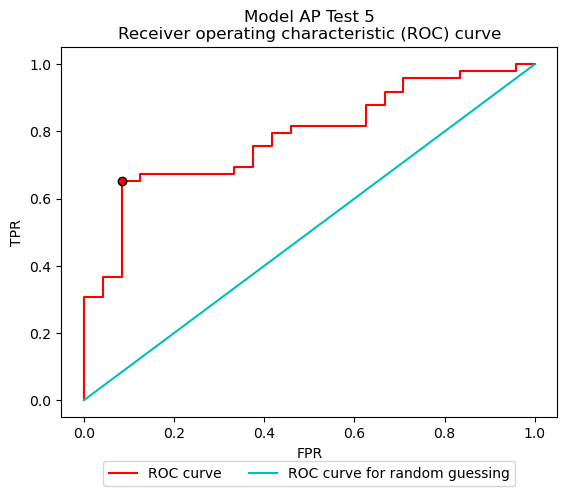 Model AP Test 5
Receiver operating characteristic (ROC) curve
1.0
0.8
0.6
0.4
0.2
0.0
TPR
0.0 0.2 0.4 0.6 0.8 1.0
FPR
ROC curve ROC curve for random guessing